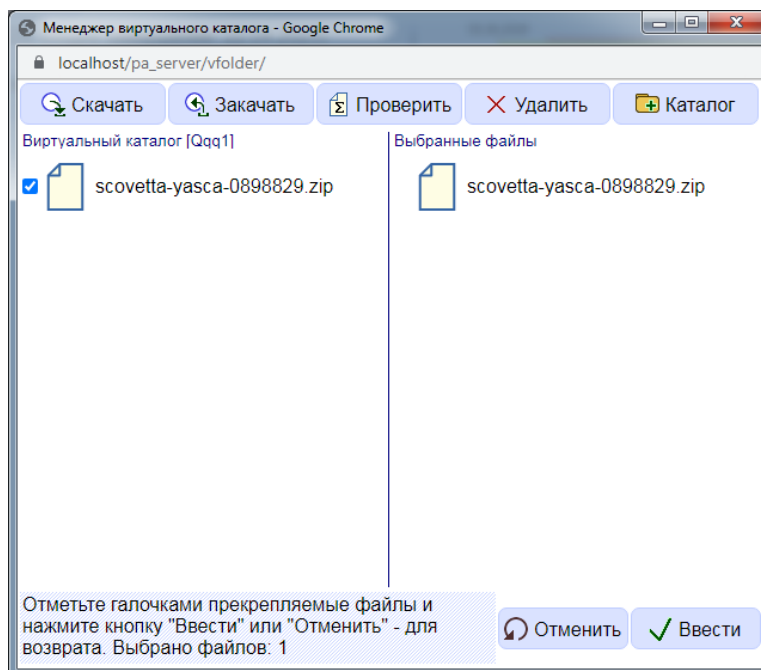 Менеджер виртуального каталога - Google Chrome
localhost/pa_server/vfolder/
Скачать Закачать Проверить Удалить Каталог
Виртуальный каталог [Qqq1] Выбранные файлы
scovetta-yasca-0898829.zip scovetta-yasca-0898829.zip
Отметьте галочками прекрепляемые файлы и
нажмите кнопку "Ввести" или "Отменить" - для
возврата. Выбрано файлов: 1
Отменить Ввести